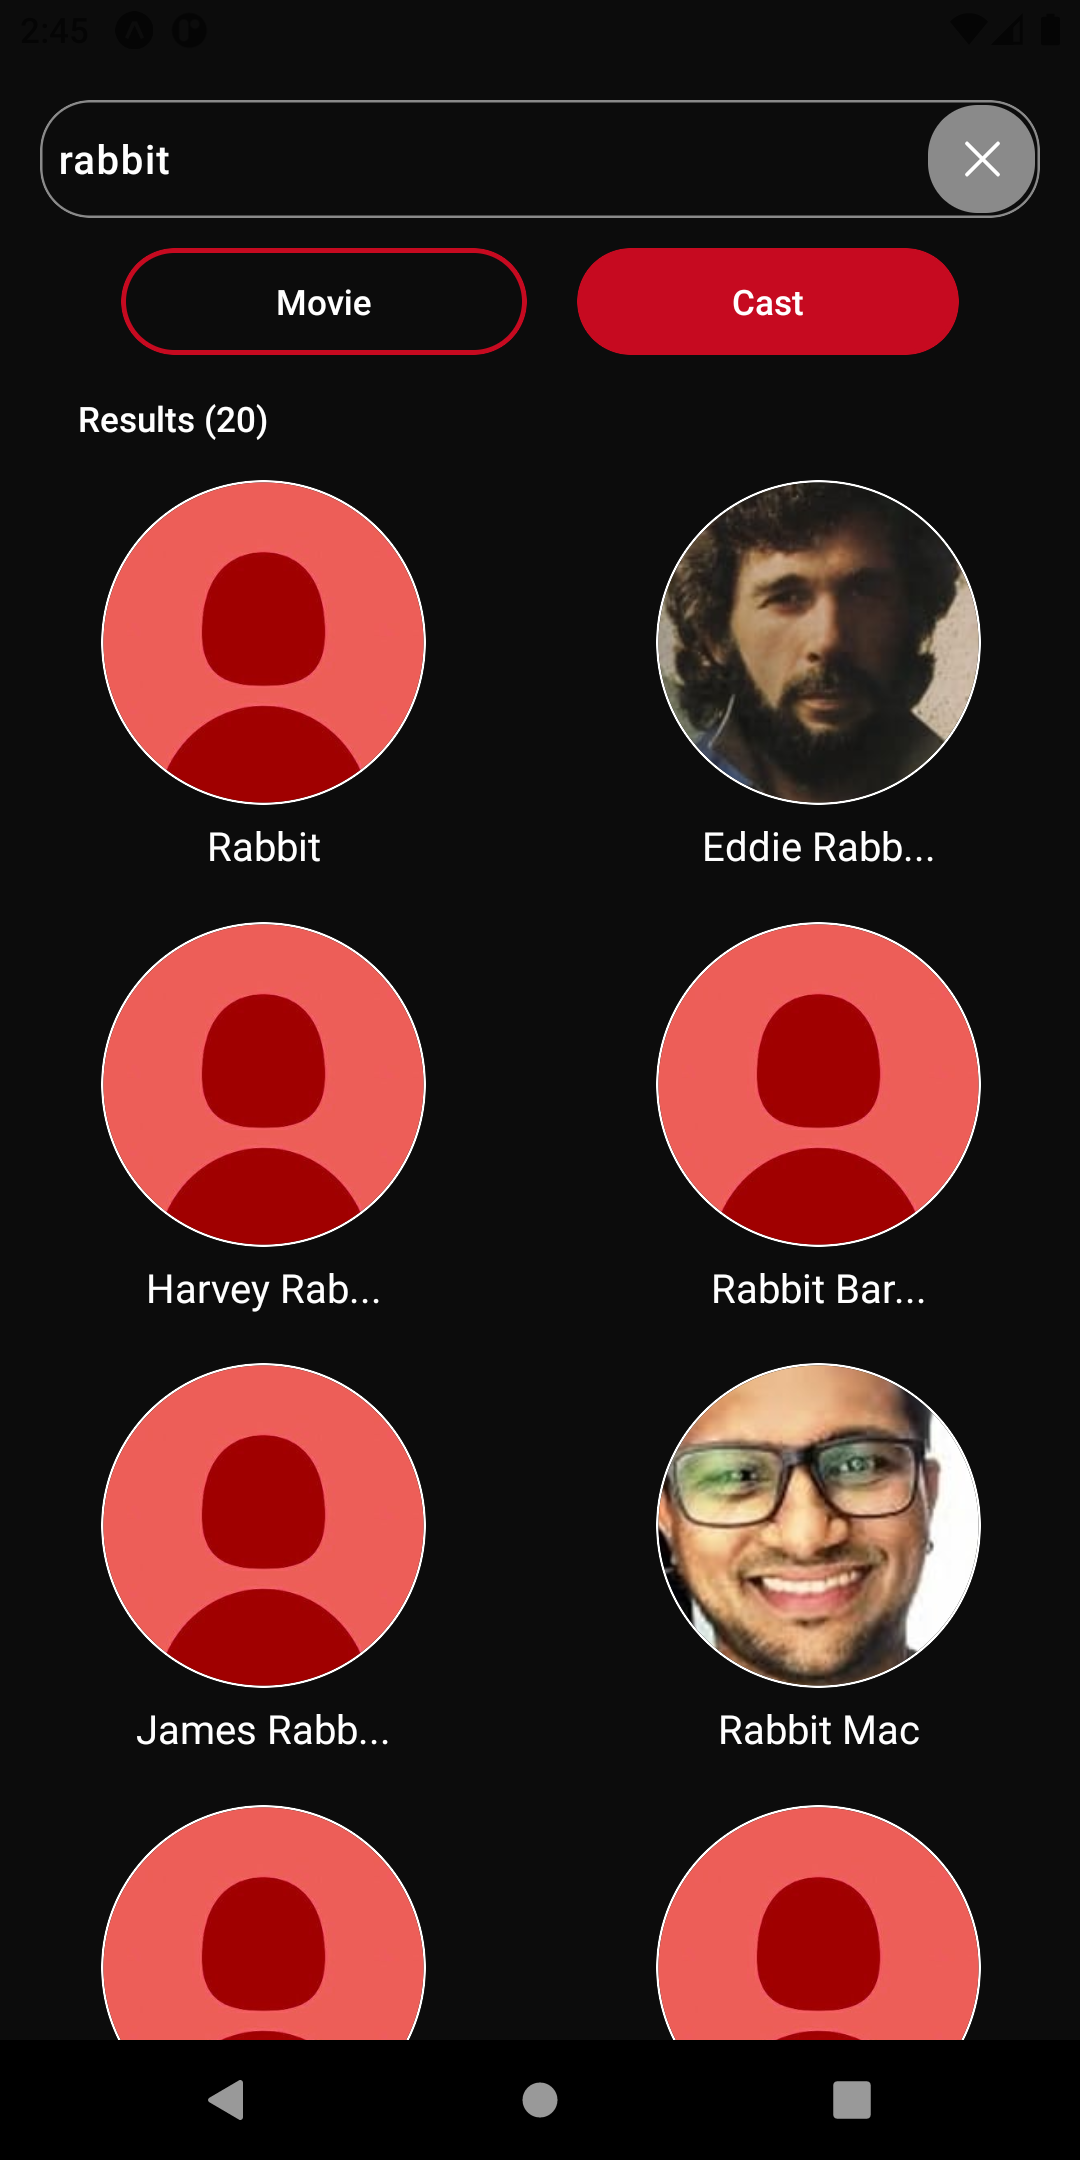 2:45
rabbit
Movie
Cast
Results (20)
Rabbit
Eddie Rabb...
Harvey Rab...
Rabbit Bar...
James Rabb...
Rabbit Mac